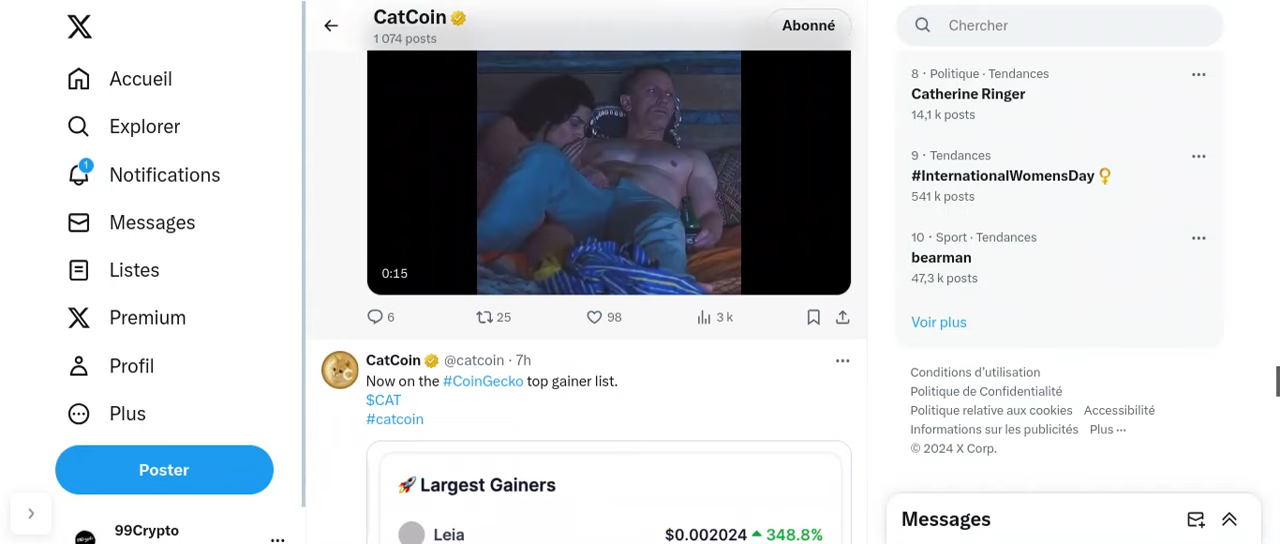 Accueil
Explorer
1
Notifications
Messages
Listes
Premium
Profil
Plus
Poster
99Crypto
CatCoin
1 074 posts
Abonné
0:15
6
25
98
3 k
CatCoin @catcoin · 7h
Now on the #CoinGecko top gainer list.
$CAT
#catcoin
Largest Gainers
Leia $0.002024 348.8%
Chercher
8 · Politique · Tendances
Catherine Ringer
14,1 k posts
9 · Tendances
#InternationalWomensDay
541 k posts
10 · Sport · Tendances
bearman
47,3 k posts
Voir plus
Conditions d'utilisation
Politique de Confidentialité
Politique relative aux cookies Accessibilité
Informations sur les publicités Plus ···
© 2024 X Corp.
Messages